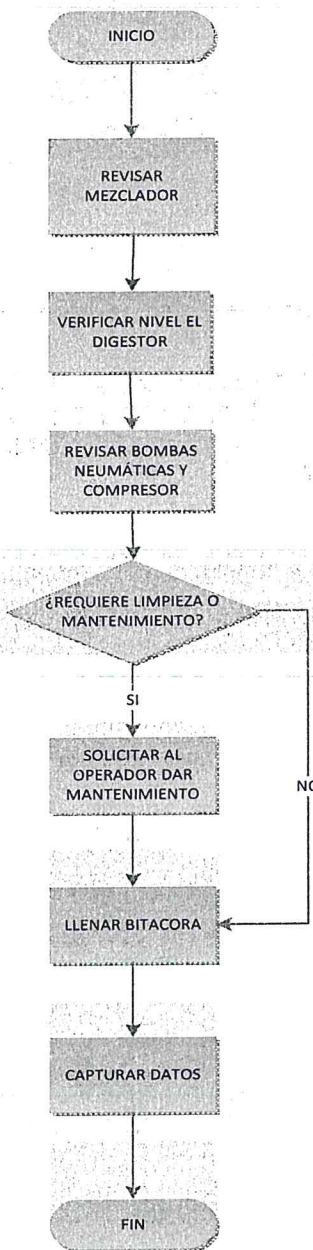 INICIO
REVISAR
MEZCLADOR
VERIFICAR NIVEL EL
DIGESTOR
REVISAR BOMBAS
NEUMÁTICAS Y
COMPRESOR
¿REQUIERE LIMPIEZA O
MANTENIMIENTO?
SI
SOLICITAR AL
OPERADOR DAR
MANTENIMIENTO
NO
LLENAR BITACORA
CAPTURAR DATOS
FIN